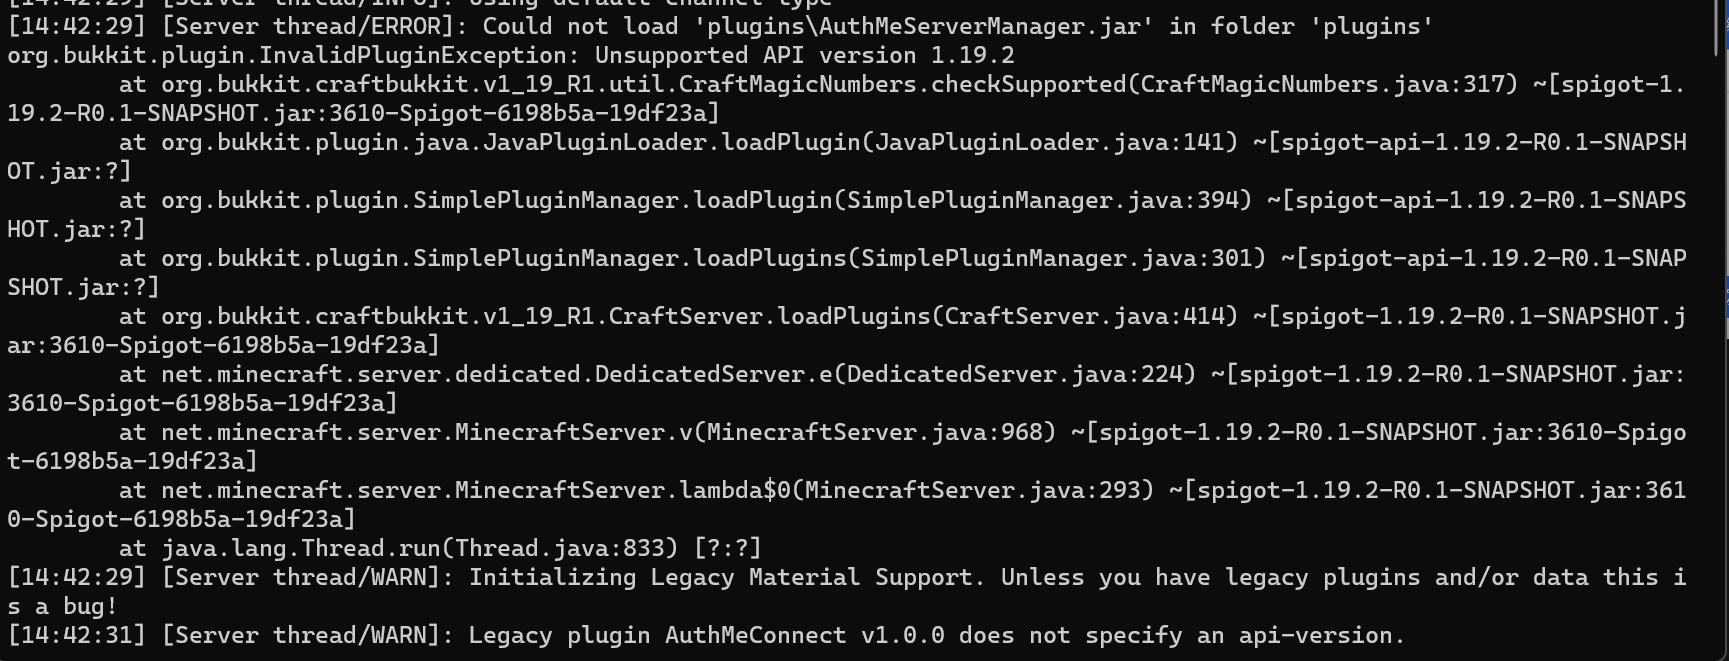 [14:42:29] [Server thread/INFO]: Using default channel type
[14:42:29] [Server thread/ERROR]: Could not load 'plugins\AuthMeServerManager.jar' in folder 'plugins'
org.bukkit.plugin.InvalidPluginException: Unsupported API version 1.19.2
        at org.bukkit.craftbukkit.v1_19_R1.util.CraftMagicNumbers.checkSupported(CraftMagicNumbers.java:317) ~[spigot-1.
19.2-R0.1-SNAPSHOT.jar:3610-Spigot-6198b5a-19df23a]
        at org.bukkit.plugin.java.JavaPluginLoader.loadPlugin(JavaPluginLoader.java:141) ~[spigot-api-1.19.2-R0.1-SNAPSH
OT.jar:?]
        at org.bukkit.plugin.SimplePluginManager.loadPlugin(SimplePluginManager.java:394) ~[spigot-api-1.19.2-R0.1-SNAPS
HOT.jar:?]
        at org.bukkit.plugin.SimplePluginManager.loadPlugins(SimplePluginManager.java:301) ~[spigot-api-1.19.2-R0.1-SNAP
SHOT.jar:?]
        at org.bukkit.craftbukkit.v1_19_R1.CraftServer.loadPlugins(CraftServer.java:414) ~[spigot-1.19.2-R0.1-SNAPSHOT.j
ar:3610-Spigot-6198b5a-19df23a]
        at net.minecraft.server.dedicated.DedicatedServer.e(DedicatedServer.java:224) ~[spigot-1.19.2-R0.1-SNAPSHOT.jar:
3610-Spigot-6198b5a-19df23a]
        at net.minecraft.server.MinecraftServer.v(MinecraftServer.java:968) ~[spigot-1.19.2-R0.1-SNAPSHOT.jar:3610-Spigo
t-6198b5a-19df23a]
        at net.minecraft.server.MinecraftServer.lambda$0(MinecraftServer.java:293) ~[spigot-1.19.2-R0.1-SNAPSHOT.jar:361
0-Spigot-6198b5a-19df23a]
        at java.lang.Thread.run(Thread.java:833) [?:?]
[14:42:29] [Server thread/WARN]: Initializing Legacy Material Support. Unless you have legacy plugins and/or data this i
s a bug!
[14:42:31] [Server thread/WARN]: Legacy plugin AuthMeConnect v1.0.0 does not specify an api-version.